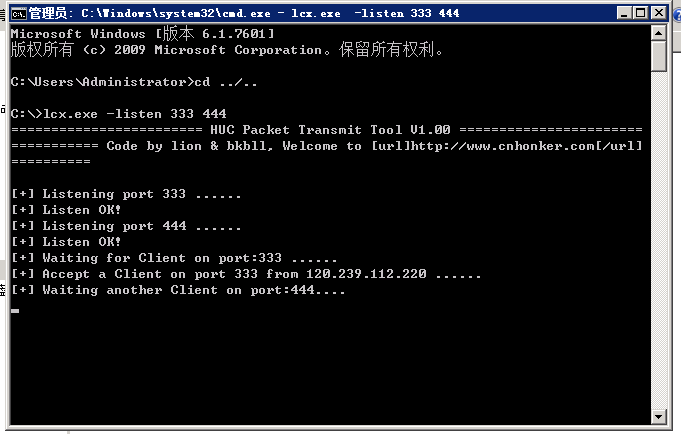 管理员: C:\Windows\system32\cmd.exe - lcx.exe  -listen 333 444
Microsoft Windows [版本 6.1.7601]
版权所有 (c) 2009 Microsoft Corporation。保留所有权利。
C:\Users\Administrator>cd ../..
C:\>lcx.exe -listen 333 444
======================== HUC Packet Transmit Tool V1.00 =======================
=========== Code by lion & bkbll, Welcome to [url]http://www.cnhonker.com[/url]
==========
[+] Listening port 333 ......
[+] Listen OK!
[+] Listening port 444 ......
[+] Listen OK!
[+] Waiting for Client on port:333 ......
[+] Accept a Client on port 333 from 120.239.112.220 ......
[+] Waiting another Client on port:444....